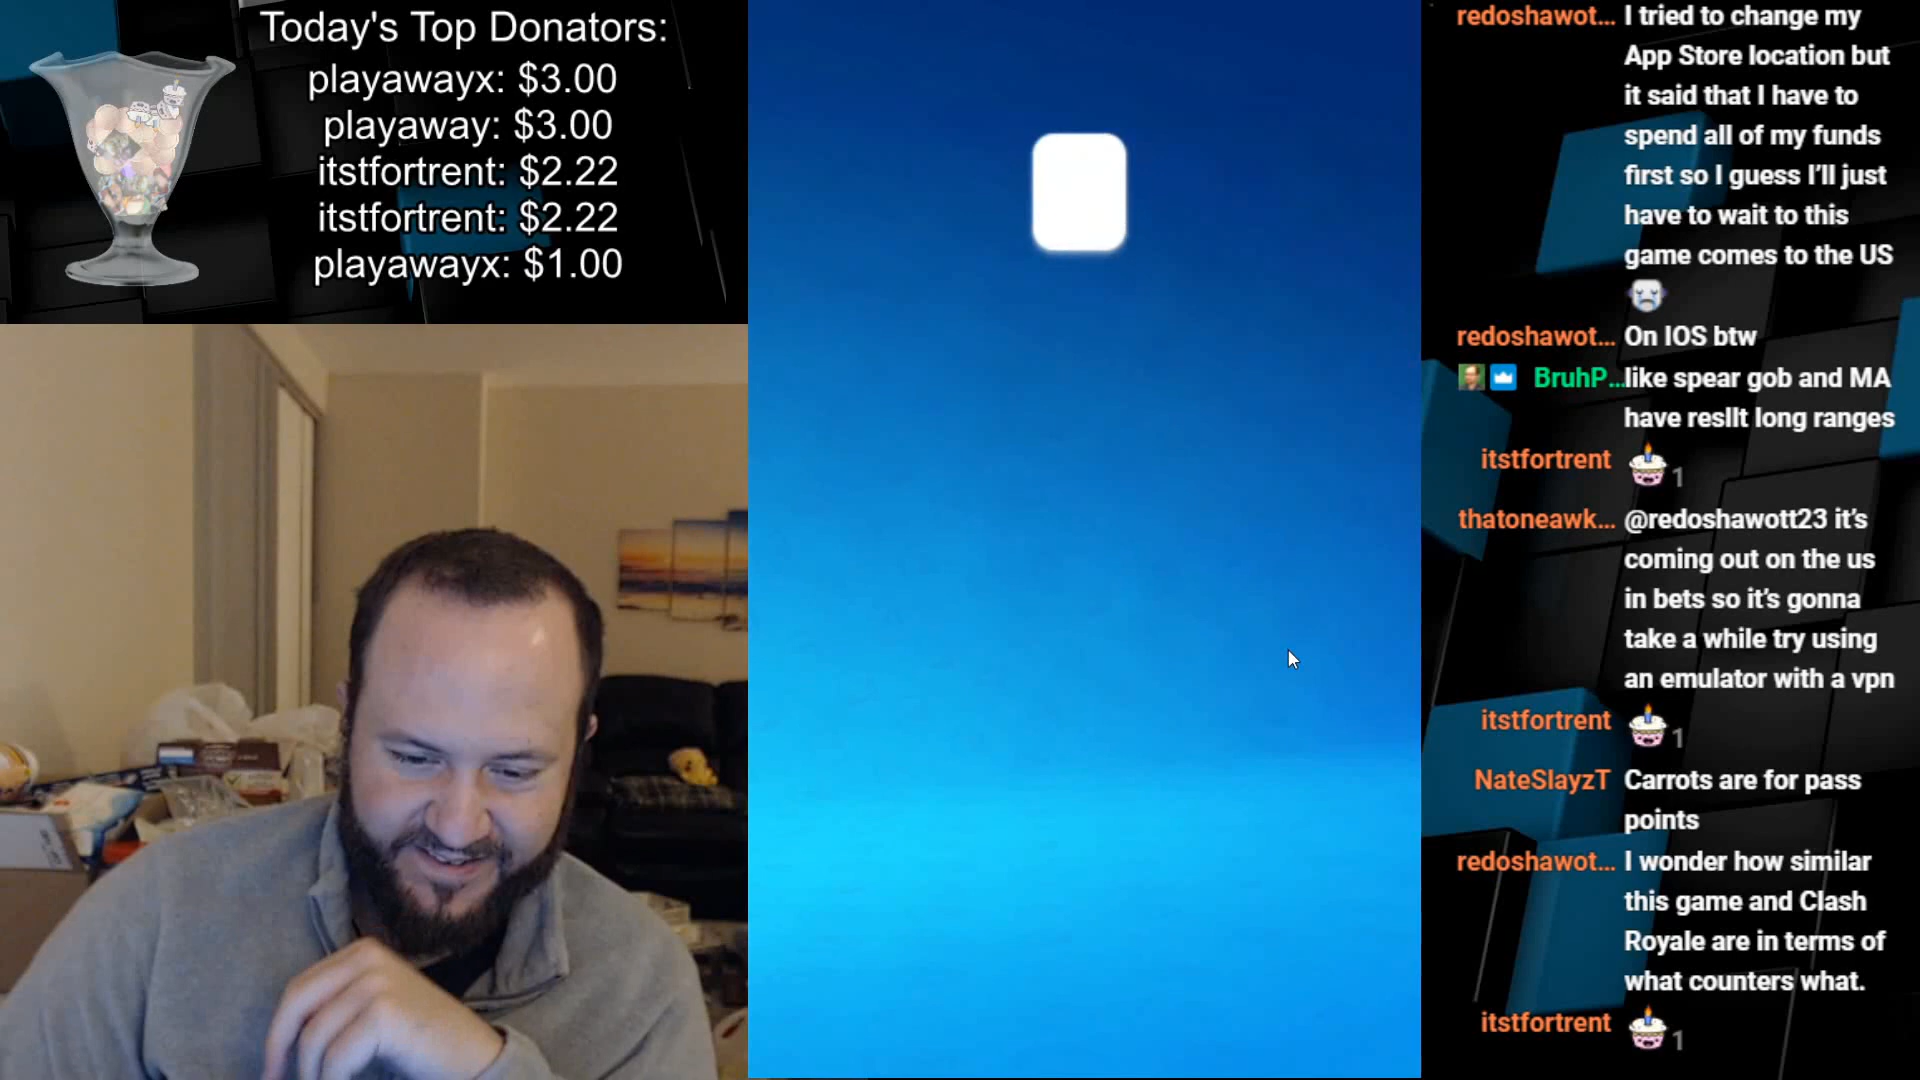 Today's Top Donators:
playawayx: $3.00
playaway: $3.00
itstfortrent: $2.22
itstfortrent: $2.22
playawayx: $1.00
redoshawot... I tried to change my
App Store location but
it said that I have to
spend all of my funds
first so I guess I’ll just
have to wait to this
game comes to the US
redoshawot... On IOS btw
BruhP... like spear gob and MA
have resllt long ranges
itstfortrent 1
thatoneawk... @redoshawott23 it’s
coming out on the us
in bets so it’s gonna
take a while try using
an emulator with a vpn
itstfortrent 1
NateSlayzT Carrots are for pass
points
redoshawot... I wonder how similar
this game and Clash
Royale are in terms of
what counters what.
itstfortrent 1